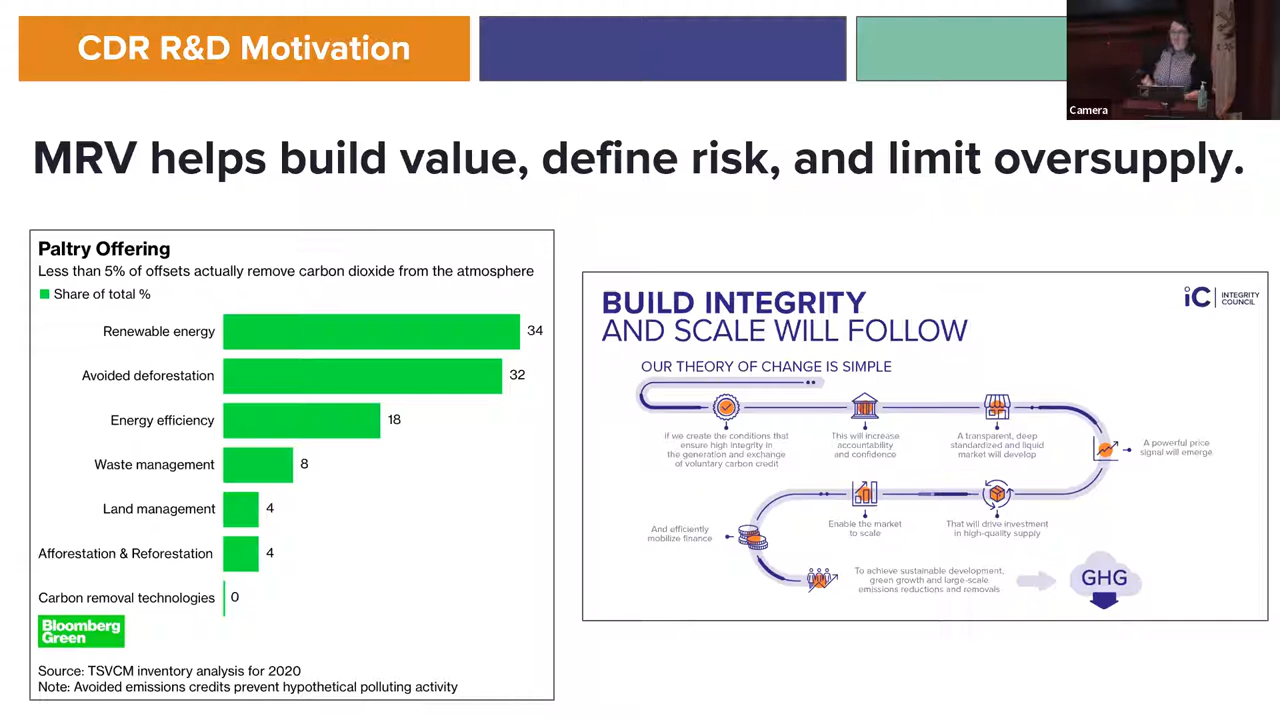 CDR R&D Motivation
Camera
MRV helps build value, define risk, and limit oversupply.
Paltry Offering
Less than 5% of offsets actually remove carbon dioxide from the atmosphere
Share of total %
Renewable energy 34
Avoided deforestation 32
Energy efficiency 18
Waste management 8
Land management 4
Afforestation & Reforestation 4
Carbon removal technologies 0
Bloomberg
Green
Source: TSVCM inventory analysis for 2020
Note: Avoided emissions credits prevent hypothetical polluting activity
BUILD INTEGRITY
AND SCALE WILL FOLLOW
iC INTEGRITY
COUNCIL
OUR THEORY OF CHANGE IS SIMPLE
If we create the conditions that
ensure high integrity in
the generation and exchange
of voluntary carbon credit
This will increase
accountability
and confidence
A transparent, deep
standardized and liquid
market will develop
A powerful price
signal will emerge
That will drive investment
in high-quality supply
Enable the market
to scale
And efficiently
mobilize finance
To achieve sustainable development,
green growth and large-scale
emissions reductions and removals
GHG